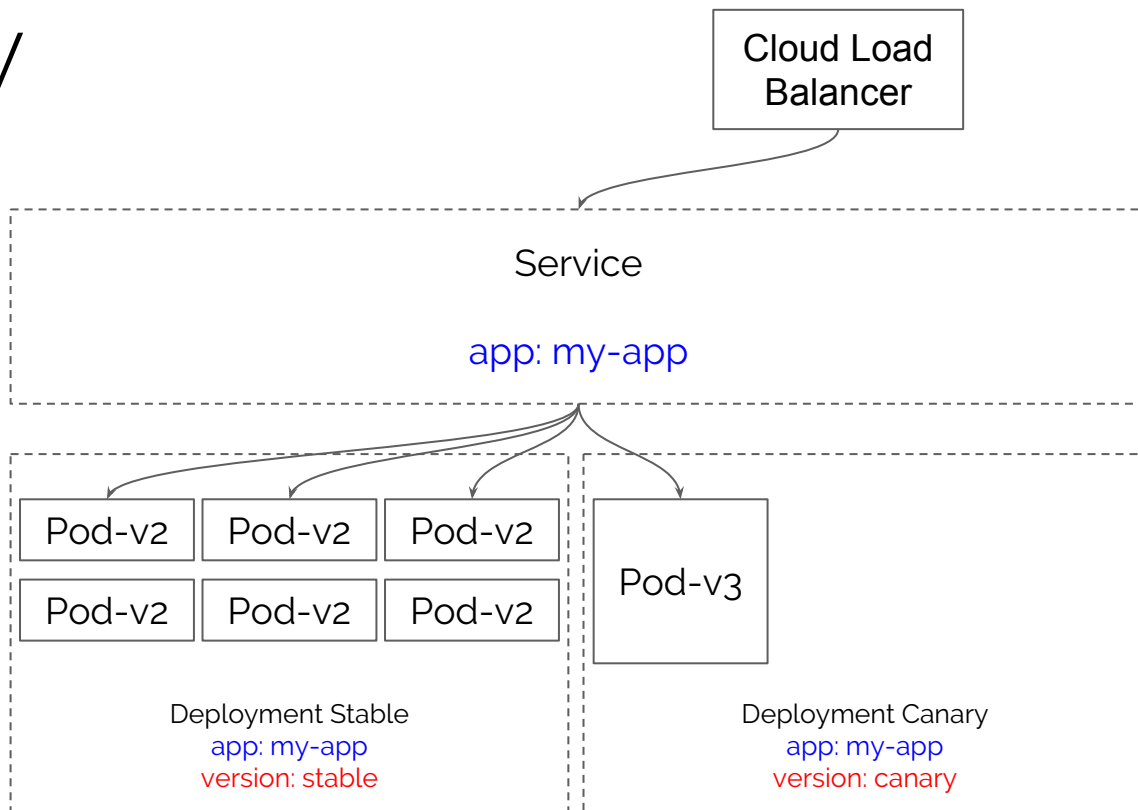 y
Cloud Load
Balancer
Service
app: my-app
Pod-v2 Pod-v2 Pod-v2
Pod-v2 Pod-v2 Pod-v2
Pod-v3
Deployment Stable
app: my-app
version: stable
Deployment Canary
app: my-app
version: canary